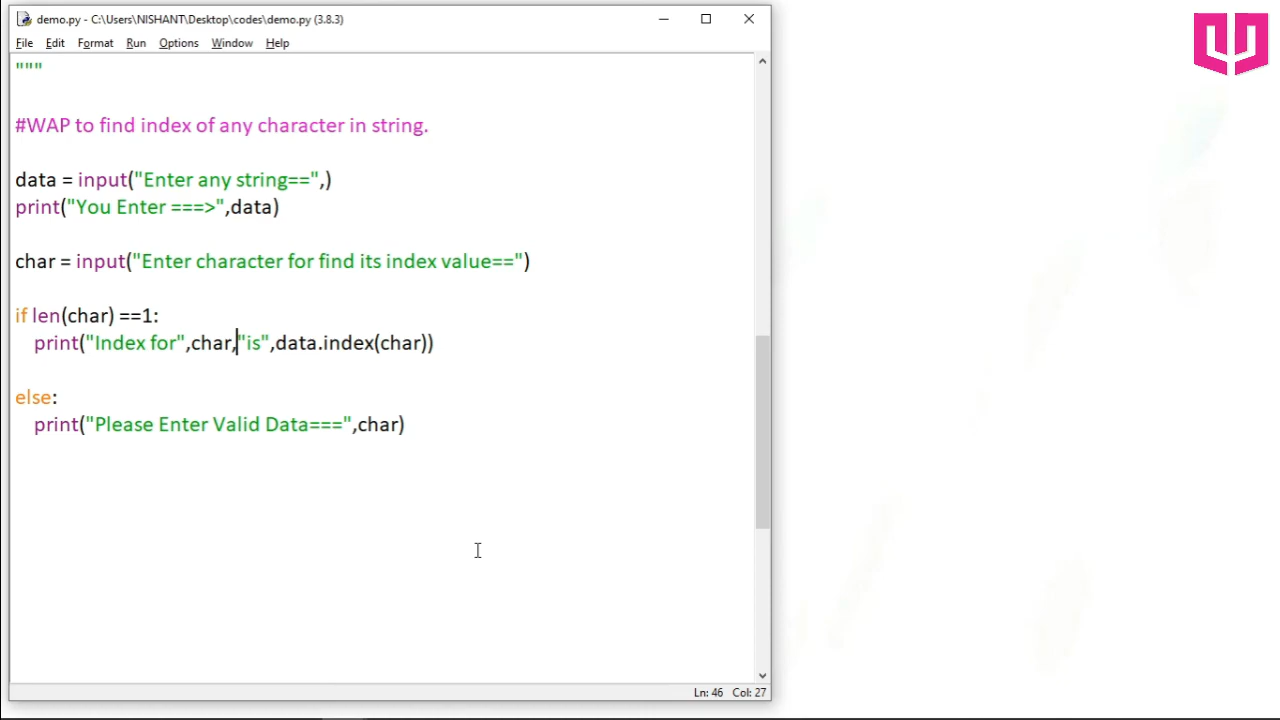 demo.py - C:\Users\NISHANT\Desktop\codes\demo.py (3.8.3)
File Edit Format Run Options Window Help
"""
#WAP to find index of any character in string.
data = input("Enter any string==",)
print("You Enter ===>",data)
char = input("Enter character for find its index value==")
if len(char) ==1:
    print("Index for",char,"is",data.index(char))
else:
    print("Please Enter Valid Data===",char)
Ln: 46 Col: 27